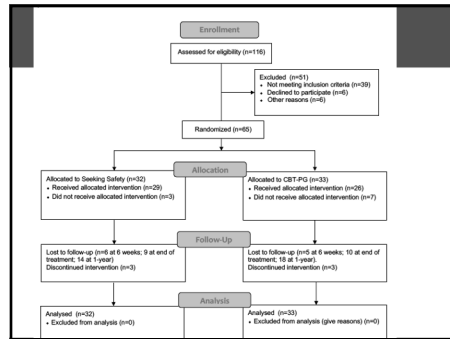 Enrollment
Assessed for eligibility (n=116)
Excluded (n=51)
• Not meeting inclusion criteria (n=39)
• Declined to participate (n=6)
• Other reasons (n=6)
Randomized (n=65)
Allocation
Allocated to Seeking Safety (n=32)
• Received allocated intervention (n=29)
• Did not receive allocated intervention (n=3)
Allocated to CBT-PG (n=33)
• Received allocated intervention (n=26)
• Did not receive allocated intervention (n=7)
Follow-Up
Lost to follow-up (n=6 at 6 weeks; 9 at end of
treatment; 14 at 1-year)
Discontinued intervention (n=3)
Lost to follow-up (n=5 at 6 weeks; 10 at end of
treatment; 16 at 1-year).
Discontinued intervention (n=3)
Analysis
Analysed (n=32)
• Excluded from analysis (n=0)
Analysed (n=33)
• Excluded from analysis (give reasons) (n=0)